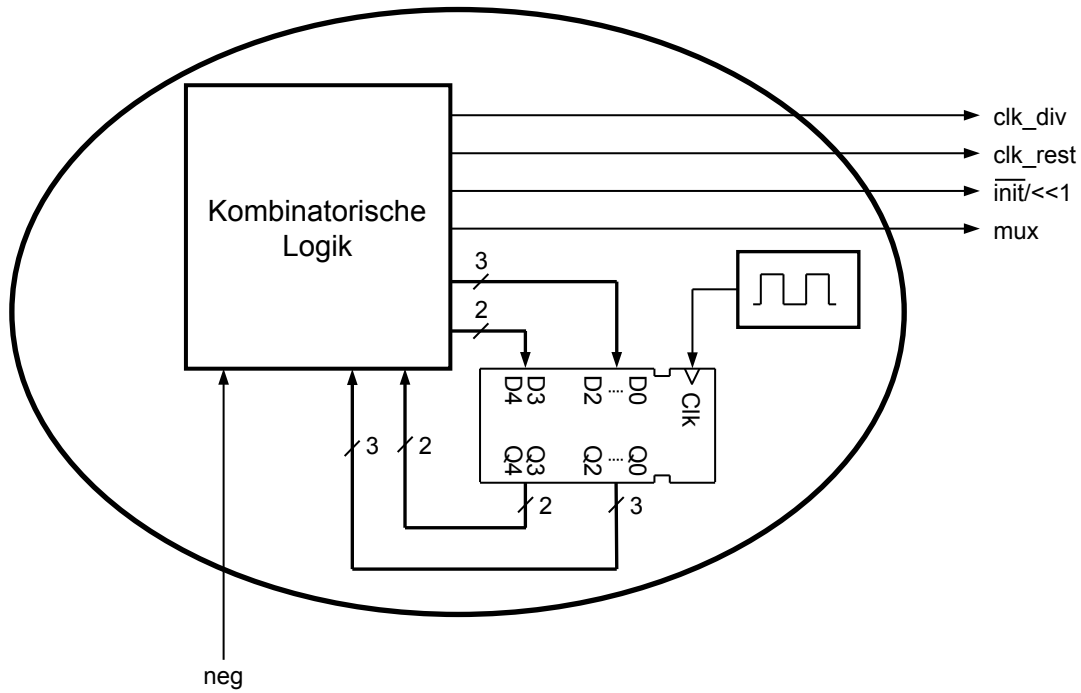 clk_div
clk_rest
init/<<1
mux
Kombinatorische
Logik
3
2
D4
D3
D2
....
D0
Clk
Q4
Q3
Q2
....
Q0
3
2
2
3
neg